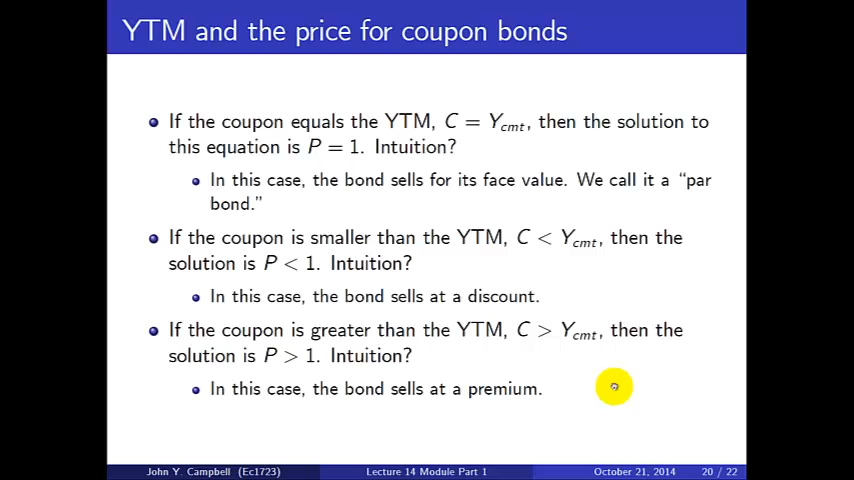 YTM and the price for coupon bonds
If the coupon equals the YTM, C = Y_cmt, then the solution to
this equation is P = 1. Intuition?
In this case, the bond sells for its face value. We call it a “par
bond.”
If the coupon is smaller than the YTM, C < Y_cmt, then the
solution is P < 1. Intuition?
In this case, the bond sells at a discount.
If the coupon is greater than the YTM, C > Y_cmt, then the
solution is P > 1. Intuition?
In this case, the bond sells at a premium.
John Y. Campbell (Ec1723) Lecture 14 Module Part 1 October 21, 2014 20 / 22